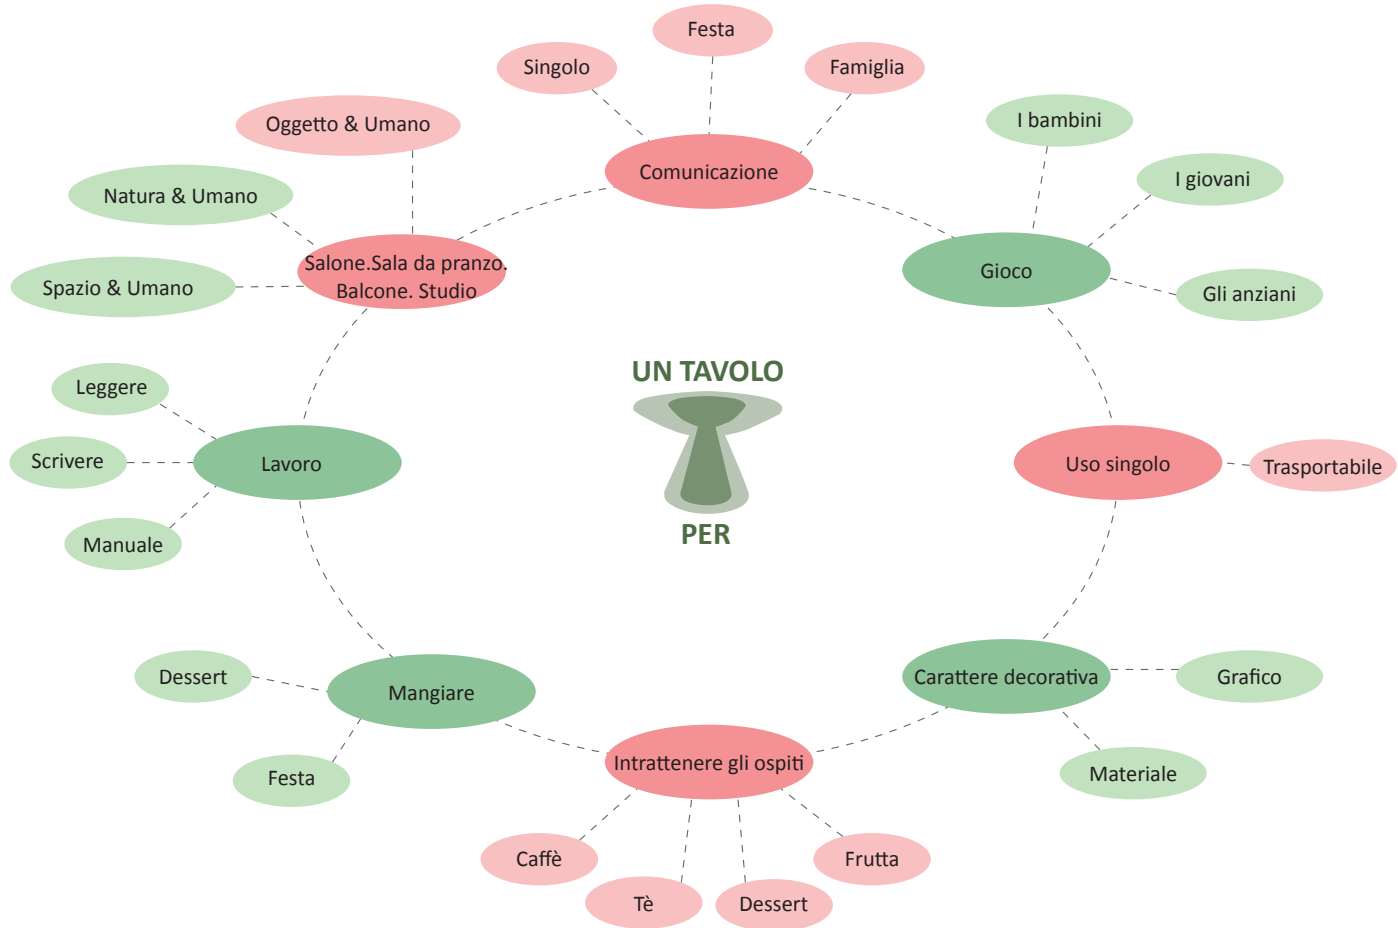 Festa
Singolo
Famiglia
Oggetto & Umano
I bambini
Comunicazione
I giovani
Natura & Umano
Salone.Sala da pranzo.
Balcone. Studio
Gioco
Spazio & Umano
Gli anziani
UN TAVOLO
PER
Leggere
Scrivere
Lavoro
Manuale
Uso singolo
Trasportabile
Dessert
Mangiare
Festa
Carattere decorativa
Grafico
Materiale
Intrattenere gli ospiti
Caffè
Tè
Dessert
Frutta